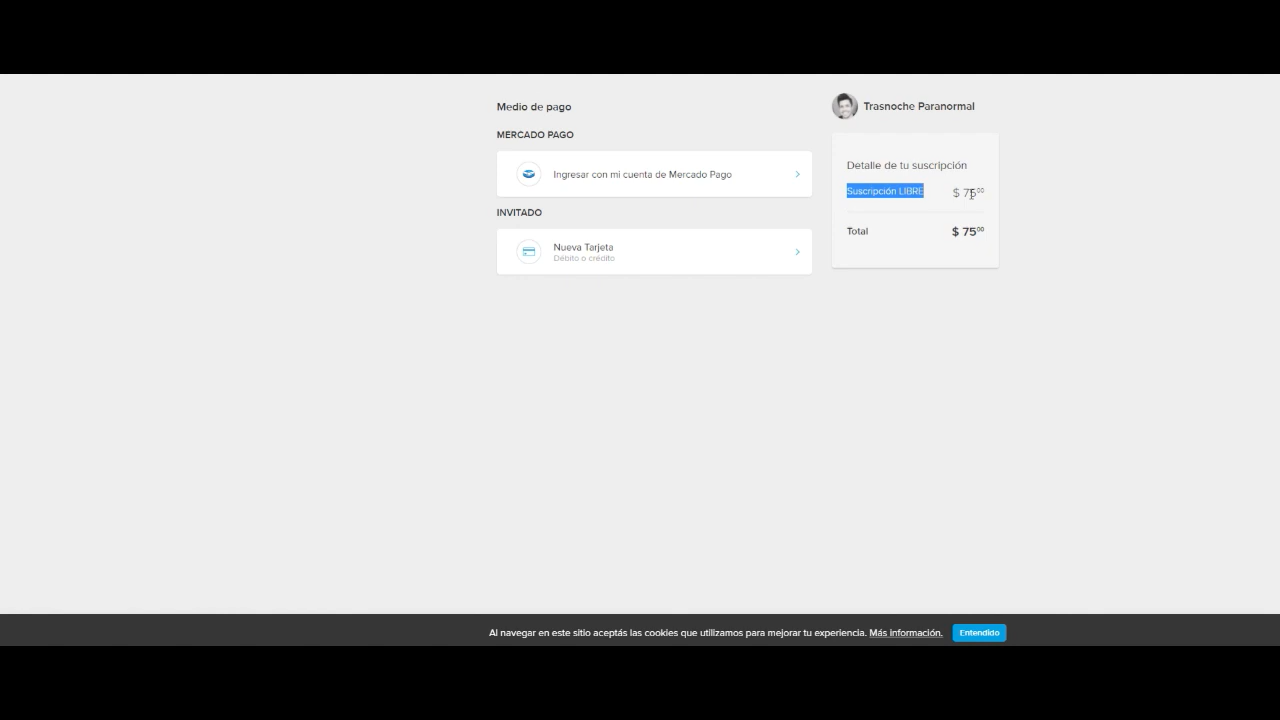 Medio de pago
MERCADO PAGO
Ingresar con mi cuenta de Mercado Pago
INVITADO
Nueva Tarjeta
Débito o crédito
Trasnoche Paranormal
Detalle de tu suscripción
Suscripción LIBRE $ 75⁰⁰
Total $ 75⁰⁰
Al navegar en este sitio aceptás las cookies que utilizamos para mejorar tu experiencia. Más información. Entendido